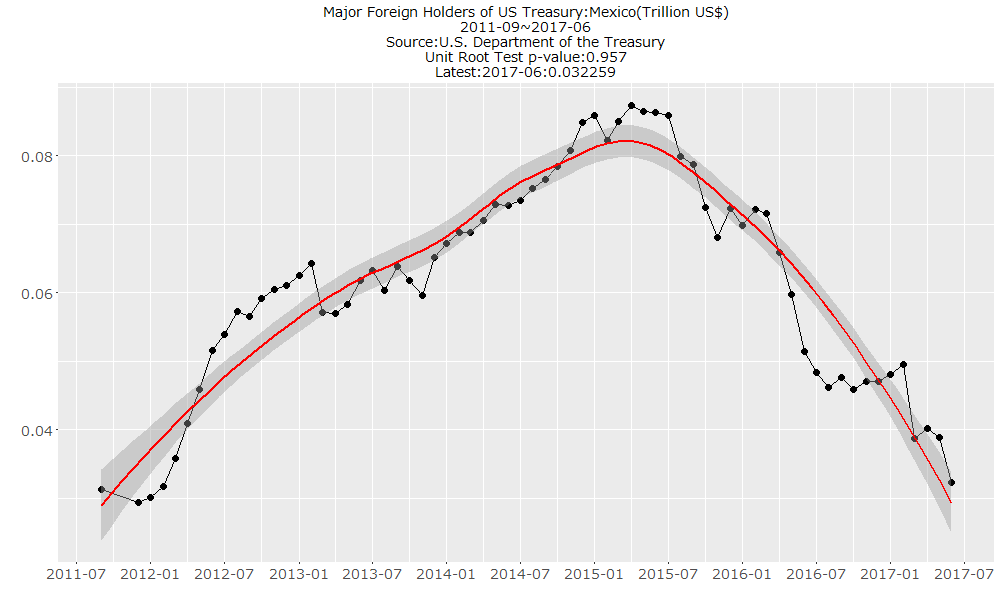 Major Foreign Holders of US Treasury:Mexico(Trillion US$)
2011-09~2017-06
Source:U.S. Department of the Treasury
Unit Root Test p-value:0.957
Latest:2017-06:0.032259
0.08
0.06
0.04
2011-07 2012-01 2012-07 2013-01 2013-07 2014-01 2014-07 2015-01 2015-07 2016-01 2016-07 2017-01 2017-07